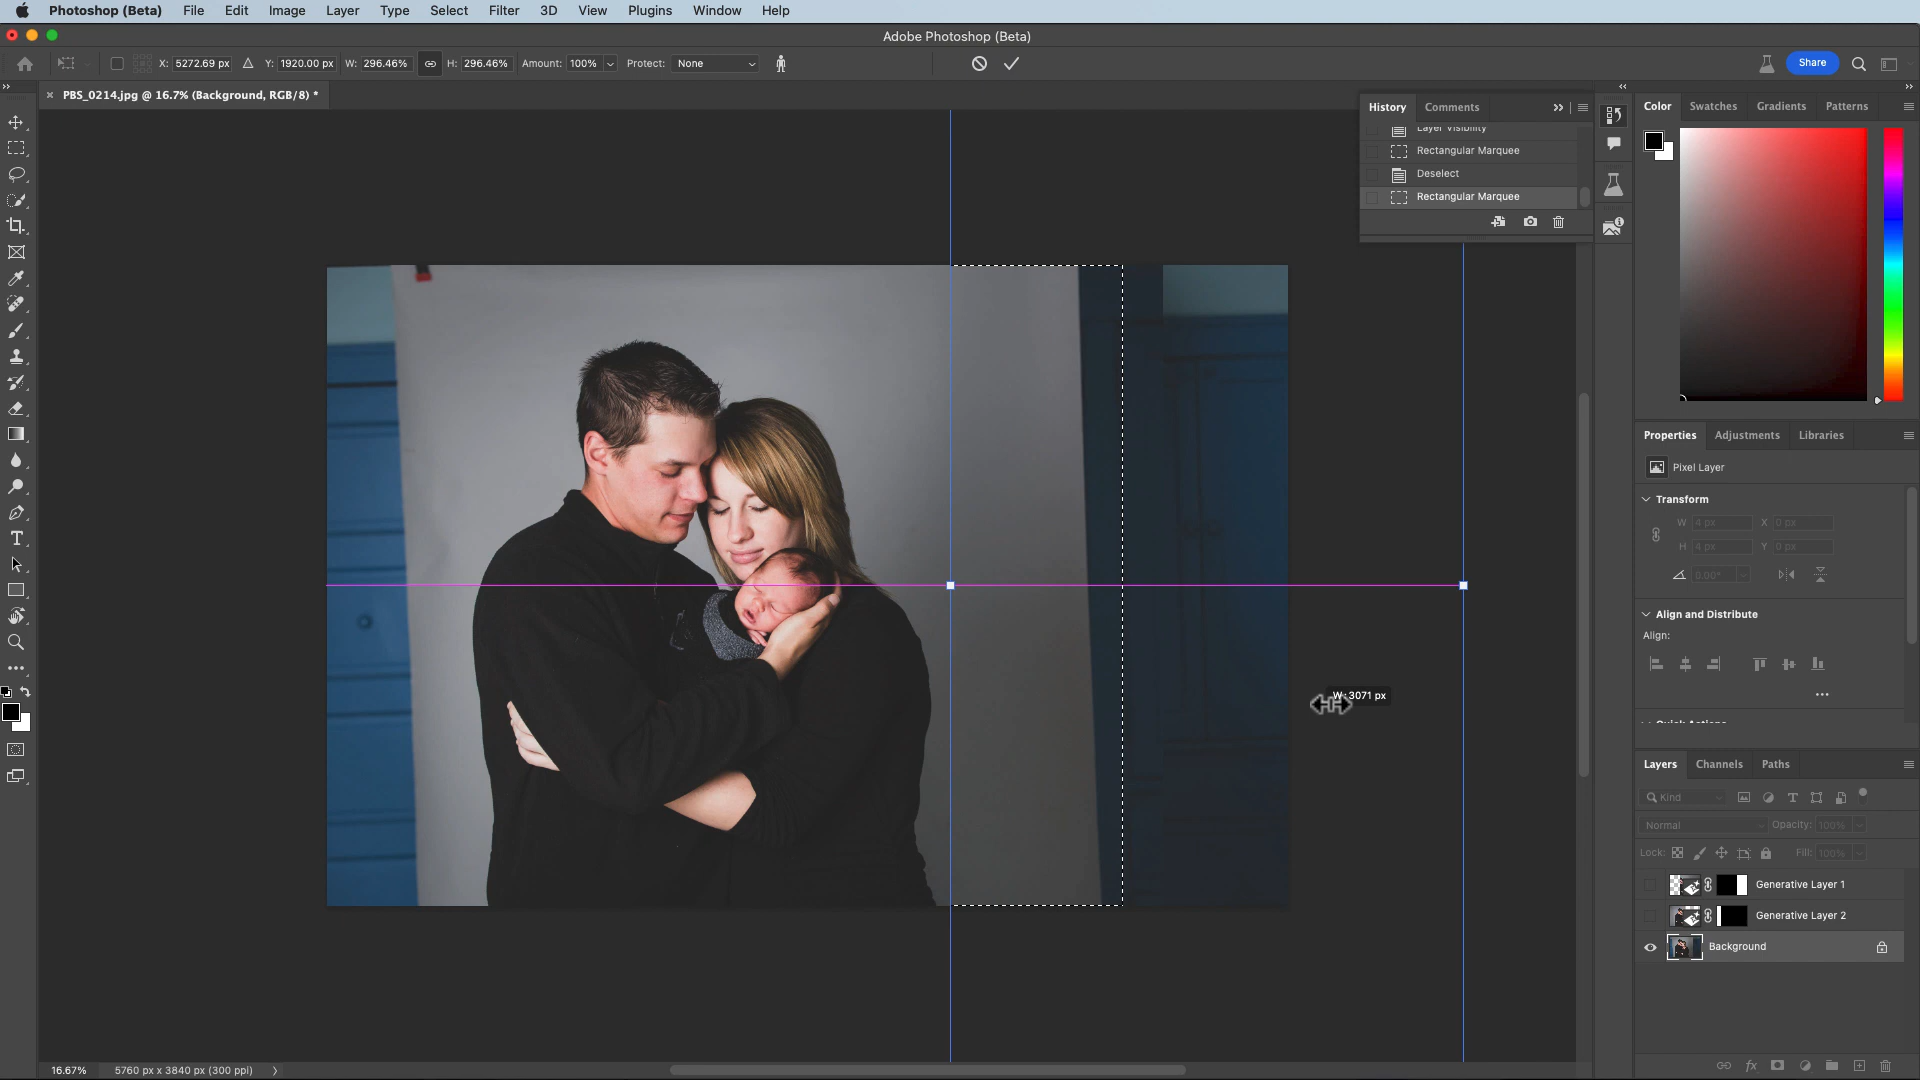 Photoshop (Beta) File Edit Image Layer Type Select Filter 3D View Plugins Window Help
Adobe Photoshop (Beta)
X: 5272.69 px Y: 1920.00 px W: 296.46% H: 296.46% Amount: 100% Protect: None Share
PBS_0214.jpg @ 16.7% (Background, RGB/8) *
History Comments
Layer Visibility
Rectangular Marquee
Deselect
Rectangular Marquee
Color Swatches Gradients Patterns
Properties Adjustments Libraries
Pixel Layer
Transform
W 4 px X 0 px
H 4 px Y 0 px
0.00°
Align and Distribute
Align:
Quick Actions
W: 3071 px
Layers Channels Paths
Kind
Normal Opacity: 100%
Lock: Fill: 100%
Generative Layer 1
Generative Layer 2
Background
16.67% 5760 px x 3840 px (300 ppi)